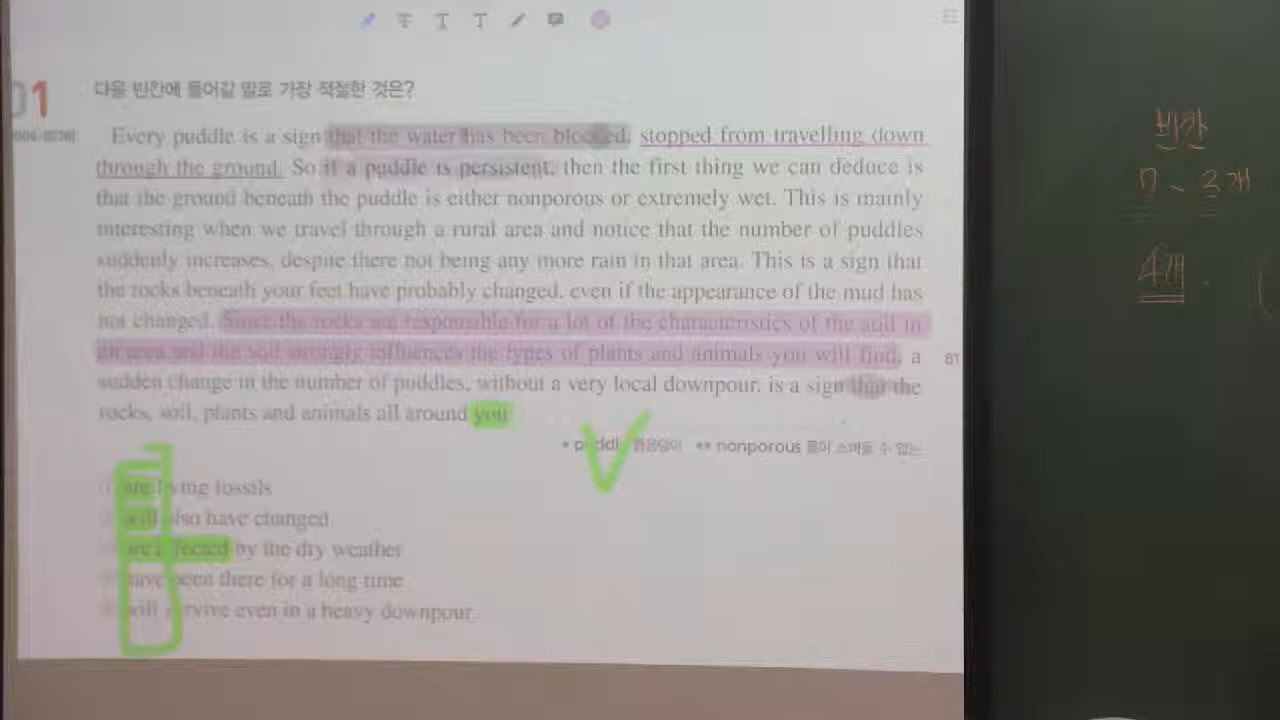 01
다음 빈칸에 들어갈 말로 가장 적절한 것은?
Every puddle is a sign that the water has been blocked, stopped from travelling down
through the ground. So if a puddle is persistent, then the first thing we can deduce is
that the ground beneath the puddle is either nonporous or extremely wet. This is mainly
interesting when we travel through a rural area and notice that the number of puddles
suddenly increases, despite there not being any more rain in that area. This is a sign that
the rocks beneath your feet have probably changed, even if the appearance of the mud has
not changed. Since the rocks are responsible for a lot of the characteristics of the soil in
an area and the soil strongly influences the types of plants and animals you will find, a
sudden change in the number of puddles, without a very local downpour, is a sign that the
rocks, soil, plants and animals all around you
* puddle 물웅덩이 ** nonporous 물이 스며들 수 없는
are living fossils
will also have changed
are affected by the dry weather
have been there for a long time
will survive even in a heavy downpour
빈칸
4개